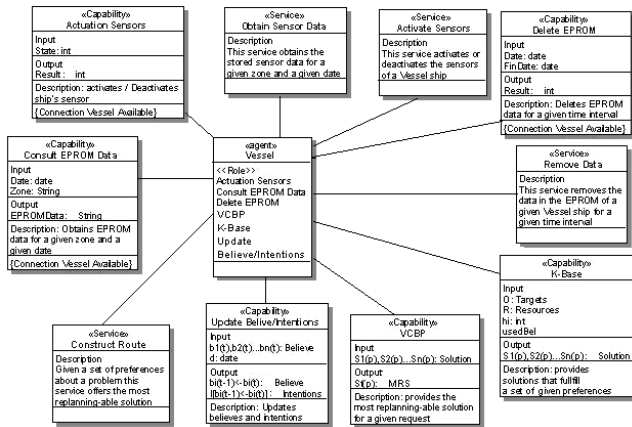 «Capability»
Actuation Sensors
Input
State: int
Output
Result: int
Description: activates / Deactivates
ship's sensor
{Connection Vessel Available}
«Service»
Obtain Sensor Data
Description
This service obtains the
stored sensor data for a
given zone and a given date
«Service»
Activate Sensors
Description
This service activates or
deactivates the sensors
of a Vessel ship
«Capability»
Delete EPROM
Input
Date: date
FinDate: date
Output
Result: int
Description: Deletes EPROM
data for a given time interval
{Connection Vessel Available}
«Capability»
Consult EPROM Data
Input
Date: date
Zone: String
Output
EPROMData: String
Description: Obtains EPROM
data for a given zone and a
given date
{Connection Vessel Available}
«agent»
Vessel
<<Role>>
Actuation Sensors
Consult EPROM Data
Delete EPROM
VCBP
K-Base
Update
Believe/Intentions
«Service»
Remove Data
Description
This service removes the
data in the EPROM of a
given Vessel ship for a
given time interval
«Capability»
K-Base
Input
O: Targets
R: Resources
hi: int
usedBel
Output
S1(p),S2(p)...Sn(p): Solution
Description: provides
solutions that fullfill
a set of given preferences
«Service»
Construct Route
Description
Given a set of preferences
about a problem this
service offers the most
replanning-able solution
«Capability»
Update Belive/Intentions
Input
b1(t),b2(t)...bn(t): Believe
d: date
Output
bi(t-1)<-bi(t): Believe
I[bi(t-1)<-bi(t)]: Intentions
Description: Updates
believes and intentions
«Capability»
VCBP
Input
S1(p),S2(p)...Sn(p): Solution
Output
St(p): MRS
Description: provides the
most replanning-able solution
for a given request